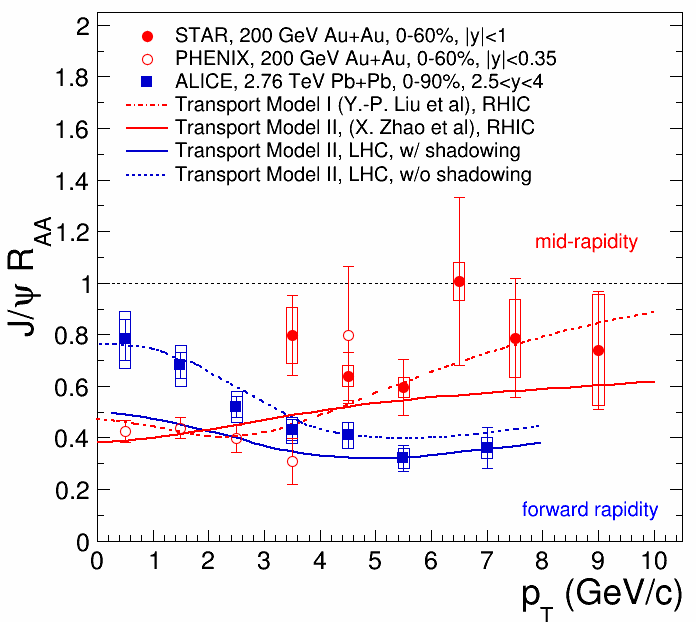 STAR, 200 GeV Au+Au, 0-60%, |y|<1
PHENIX, 200 GeV Au+Au, 0-60%, |y|<0.35
ALICE, 2.76 TeV Pb+Pb, 0-90%, 2.5<y<4
Transport Model I (Y.-P. Liu et al), RHIC
Transport Model II, (X. Zhao et al), RHIC
Transport Model II, LHC, w/ shadowing
Transport Model II, LHC, w/o shadowing
mid-rapidity
forward rapidity
J/ψ R_AA
2
1.8
1.6
1.4
1.2
1
0.8
0.6
0.4
0.2
0
0 1 2 3 4 5 6 7 8 9 10
p_T (GeV/c)